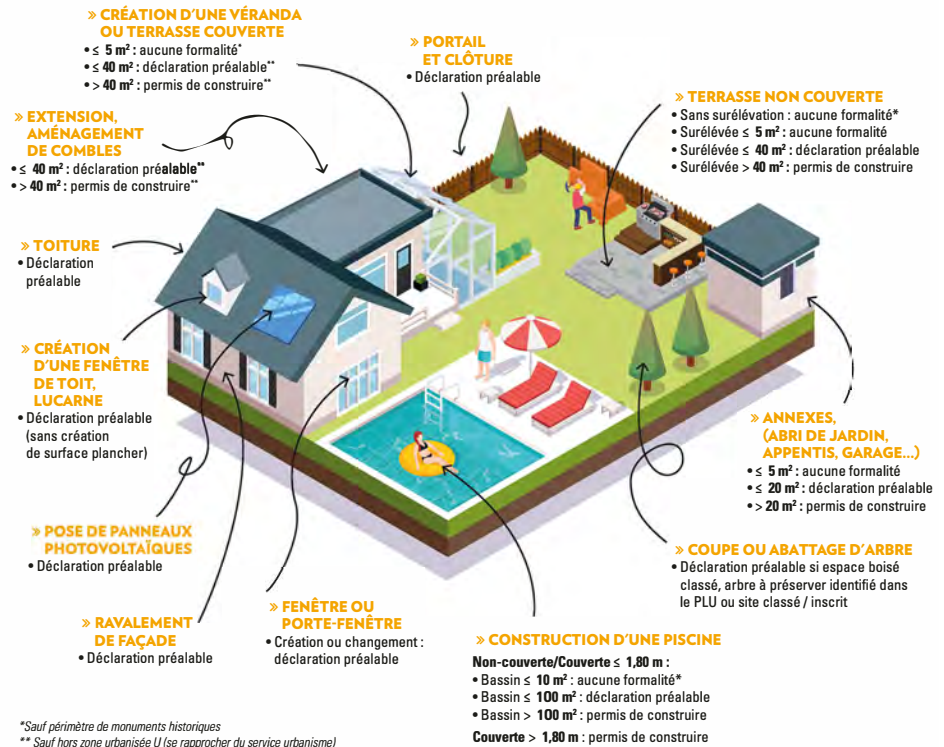 » CRÉATION D'UNE VÉRANDA
OU TERRASSE COUVERTE
• ≤ 5 m² : aucune formalité*
• ≤ 40 m² : déclaration préalable**
• > 40 m² : permis de construire**
» PORTAIL
ET CLÔTURE
• Déclaration préalable
» TERRASSE NON COUVERTE
• Sans surélévation : aucune formalité*
• Surélévée ≤ 5 m² : aucune formalité
• Surélévée ≤ 40 m² : déclaration préalable
• Surélévée > 40 m² : permis de construire
» EXTENSION,
AMÉNAGEMENT
DE COMBLES
• ≤ 40 m² : déclaration préalable**
• > 40 m² : permis de construire**
» TOITURE
• Déclaration
préalable
» CRÉATION
D'UNE FENÊTRE
DE TOIT,
LUCARNE
• Déclaration préalable
(sans création
de surface plancher)
» ANNEXES,
(ABRI DE JARDIN,
APPENTIS, GARAGE...)
• ≤ 5 m² : aucune formalité
• ≤ 20 m² : déclaration préalable
• > 20 m² : permis de construire
» POSE DE PANNEAUX
PHOTOVOLTAÏQUES
• Déclaration préalable
» COUPE OU ABATTAGE D'ARBRE
• Déclaration préalable si espace boisé
classé, arbre à préserver identifié dans
le PLU ou site classé / inscrit
» RAVALEMENT
DE FAÇADE
• Déclaration préalable
» FENÊTRE OU
PORTE-FENÊTRE
• Création ou changement :
déclaration préalable
» CONSTRUCTION D'UNE PISCINE
Non-couverte/Couverte ≤ 1,80 m :
• Bassin ≤ 10 m² : aucune formalité*
• Bassin ≤ 100 m² : déclaration préalable
• Bassin > 100 m² : permis de construire
Couverte > 1,80 m : permis de construire
*Sauf périmètre de monuments historiques
** Sauf hors zone urbanisée U (se rapprocher du service urbanisme)